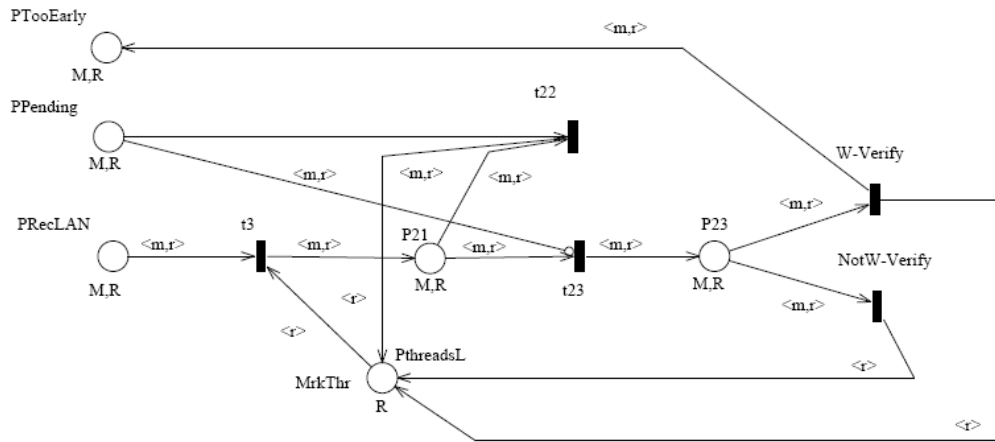 PTooEarly
<m,r>
M,R
PPending
t22
M,R
<m,r>
<m,r>
<m,r>
W-Verify
PRecLAN
t3
P21
P23
<m,r>
<m,r>
<m,r>
<m,r>
<m,r>
M,R
M,R
t23
M,R
NotW-Verify
<r>
<m,r>
<r>
PthreadsL
MrkThr
<r>
R
<r>